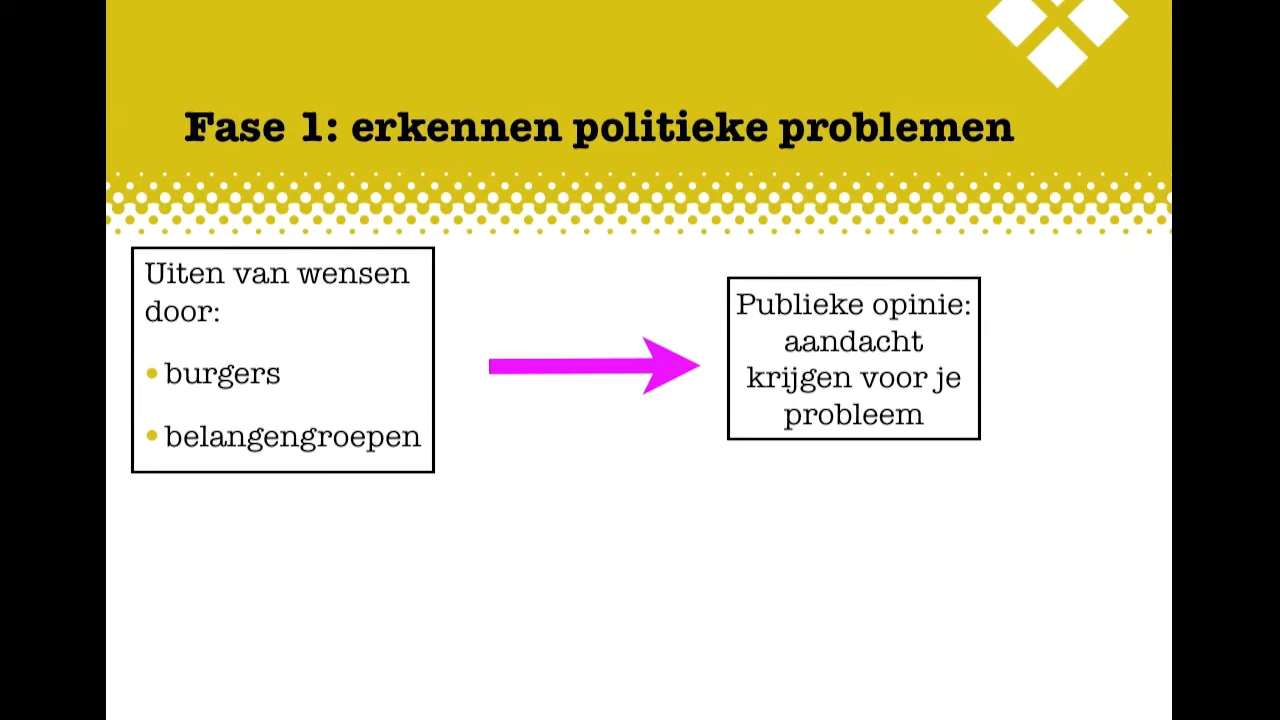 Fase 1: erkennen politieke problemen
Uiten van wensen
door:
• burgers
• belangengroepen
Publieke opinie:
aandacht
krijgen voor je
probleem